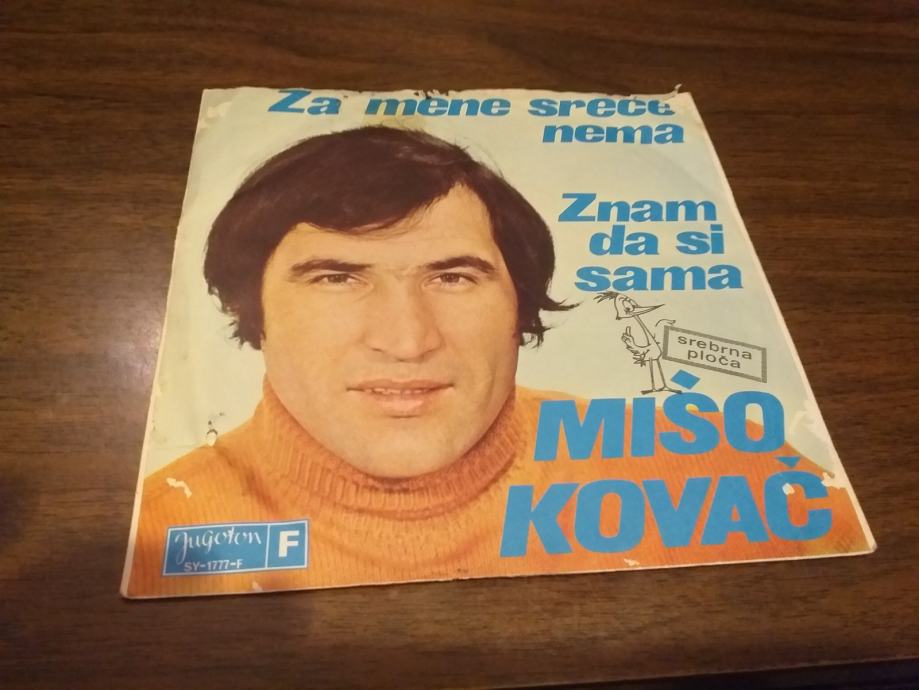 Za mene sreće
nema
Znam
da si
sama
srebrna
ploča
MIŠO
KOVAČ
Jugoton
F
SY-1777-F